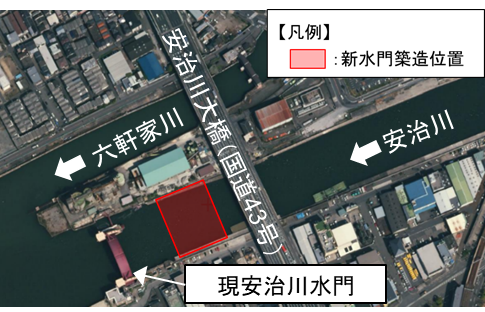 【凡例】
：新水門築造位置
安治川大橋（国道43号）
六軒家川
安治川
現安治川水門